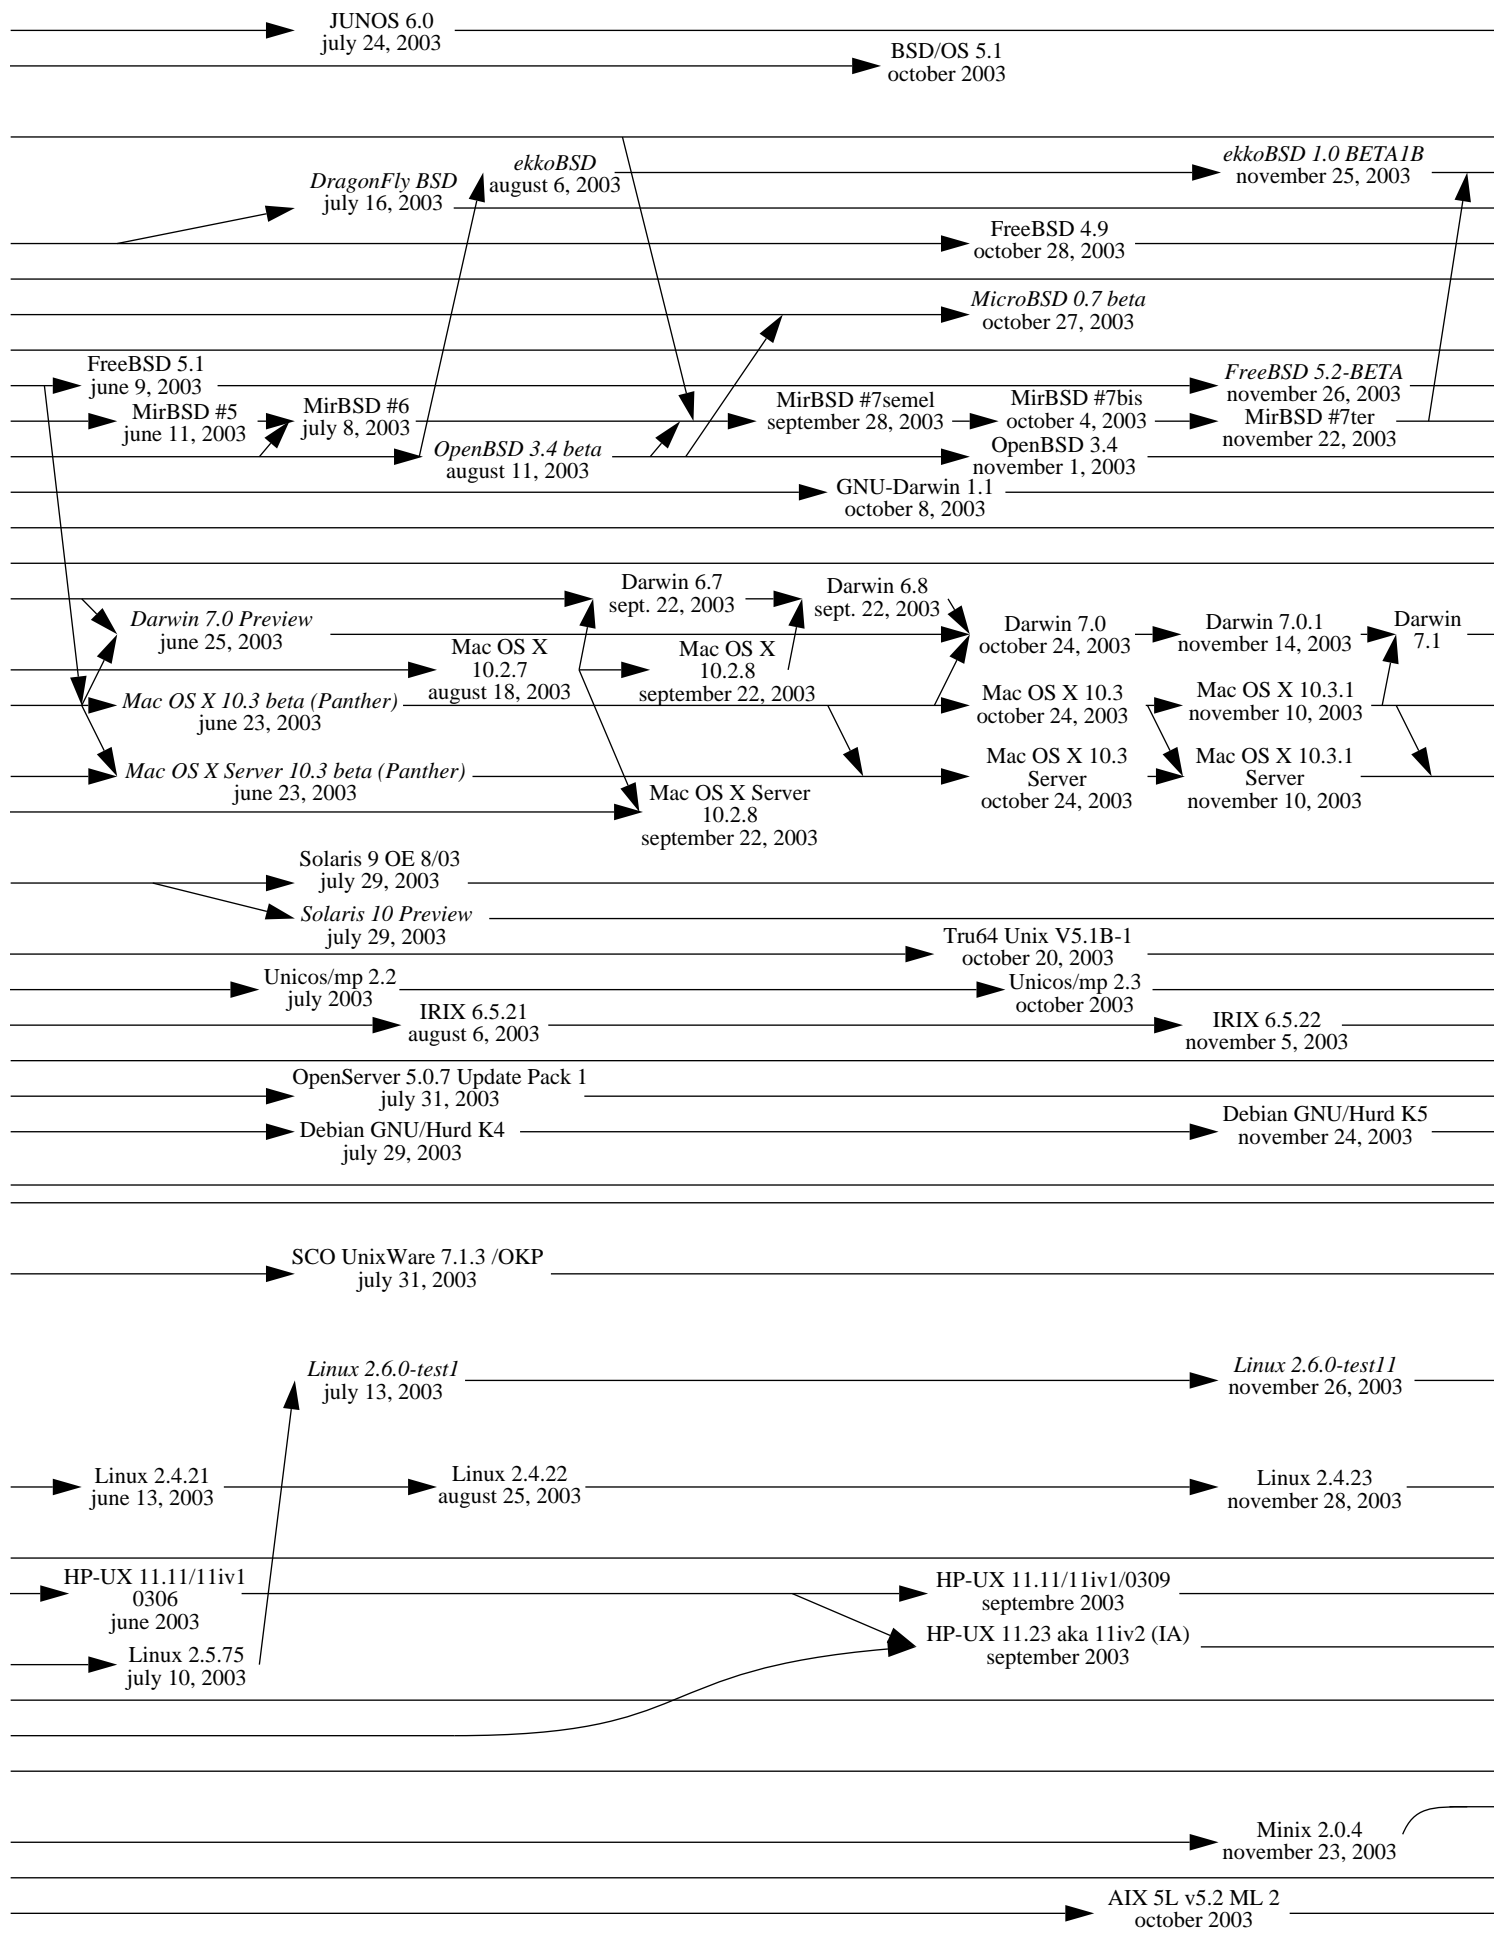 JUNOS 6.0
july 24, 2003
BSD/OS 5.1
october 2003
ekkoBSD
august 6, 2003
ekkoBSD 1.0 BETA1B
november 25, 2003
DragonFly BSD
july 16, 2003
FreeBSD 4.9
october 28, 2003
MicroBSD 0.7 beta
october 27, 2003
FreeBSD 5.1
june 9, 2003
FreeBSD 5.2-BETA
november 26, 2003
MirBSD #5
june 11, 2003
MirBSD #6
july 8, 2003
MirBSD #7semel
september 28, 2003
MirBSD #7bis
october 4, 2003
MirBSD #7ter
november 22, 2003
OpenBSD 3.4 beta
august 11, 2003
OpenBSD 3.4
november 1, 2003
GNU-Darwin 1.1
october 8, 2003
Darwin 6.7
sept. 22, 2003
Darwin 6.8
sept. 22, 2003
Darwin 7.0 Preview
june 25, 2003
Darwin 7.0
october 24, 2003
Darwin 7.0.1
november 14, 2003
Darwin
7.1
Mac OS X
10.2.7
august 18, 2003
Mac OS X
10.2.8
september 22, 2003
Mac OS X 10.3 beta (Panther)
june 23, 2003
Mac OS X 10.3
october 24, 2003
Mac OS X 10.3.1
november 10, 2003
Mac OS X Server 10.3 beta (Panther)
june 23, 2003
Mac OS X 10.3
Server
october 24, 2003
Mac OS X 10.3.1
Server
november 10, 2003
Mac OS X Server
10.2.8
september 22, 2003
Solaris 9 OE 8/03
july 29, 2003
Solaris 10 Preview
july 29, 2003
Tru64 Unix V5.1B-1
october 20, 2003
Unicos/mp 2.2
july 2003
Unicos/mp 2.3
october 2003
IRIX 6.5.21
august 6, 2003
IRIX 6.5.22
november 5, 2003
OpenServer 5.0.7 Update Pack 1
july 31, 2003
Debian GNU/Hurd K4
july 29, 2003
Debian GNU/Hurd K5
november 24, 2003
SCO UnixWare 7.1.3 /OKP
july 31, 2003
Linux 2.6.0-test1
july 13, 2003
Linux 2.6.0-test11
november 26, 2003
Linux 2.4.21
june 13, 2003
Linux 2.4.22
august 25, 2003
Linux 2.4.23
november 28, 2003
HP-UX 11.11/11iv1
0306
june 2003
HP-UX 11.11/11iv1/0309
septembre 2003
HP-UX 11.23 aka 11iv2 (IA)
september 2003
Linux 2.5.75
july 10, 2003
Minix 2.0.4
november 23, 2003
AIX 5L v5.2 ML 2
october 2003